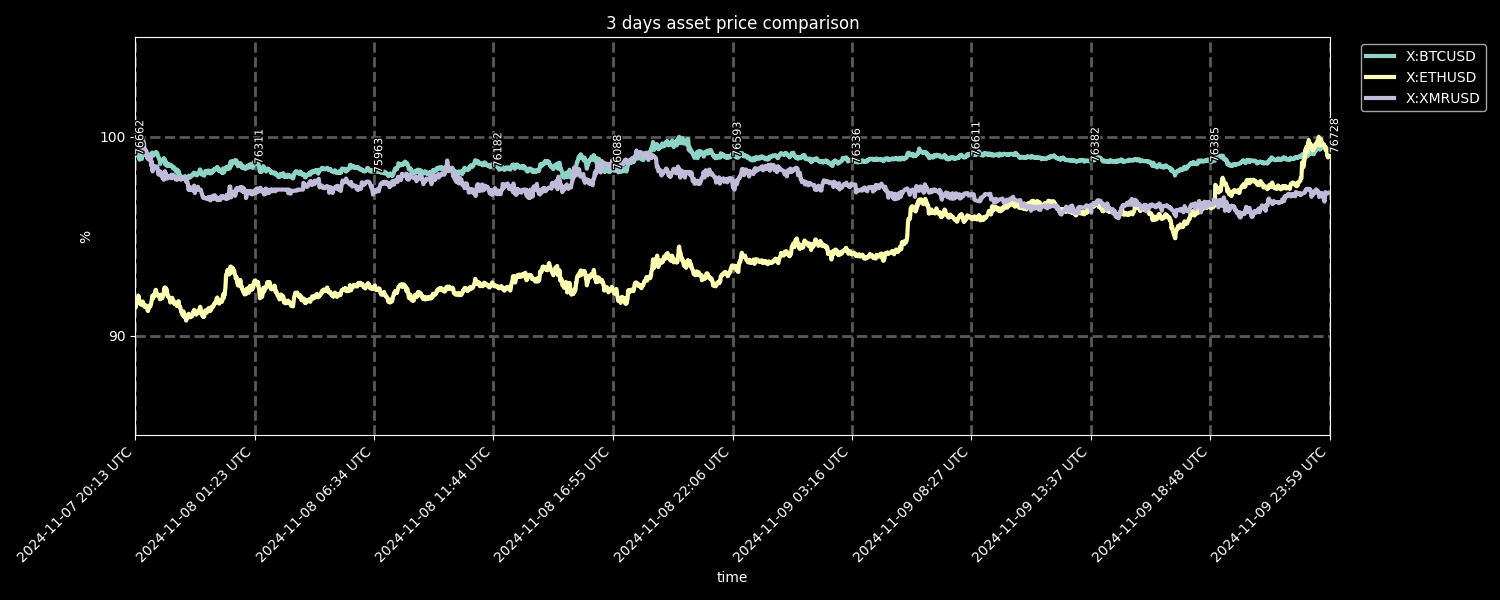 3 days asset price comparison
X:BTCUSD
X:ETHUSD
X:XMRUSD
100
90
%
76662
76311
75963
76182
76088
76593
76336
76611
76382
76385
76728
2024-11-07 20:13 UTC
2024-11-08 01:23 UTC
2024-11-08 06:34 UTC
2024-11-08 11:44 UTC
2024-11-08 16:55 UTC
2024-11-08 22:06 UTC
2024-11-09 03:16 UTC
2024-11-09 08:27 UTC
2024-11-09 13:37 UTC
2024-11-09 18:48 UTC
2024-11-09 23:59 UTC
time